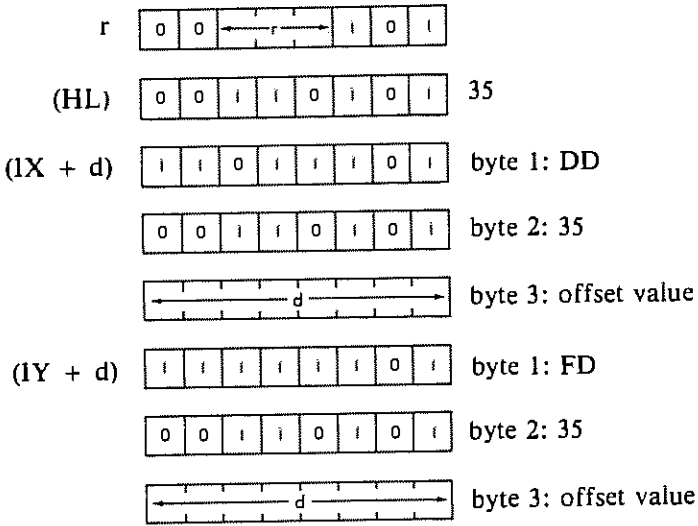 r 0 0 r 1 0 1
(HL) 0 0 1 1 0 1 0 1 35
(IX + d) 1 1 0 1 1 1 0 1 byte 1: DD
0 0 1 1 0 1 0 1 byte 2: 35
d byte 3: offset value
(IY + d) 1 1 1 1 1 1 0 1 byte 1: FD
0 0 1 1 0 1 0 1 byte 2: 35
d byte 3: offset value